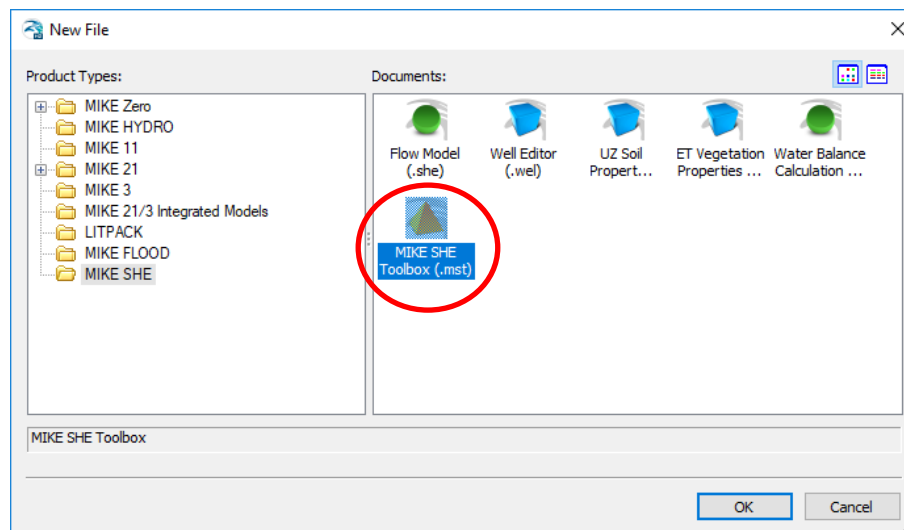 New File
Product Types:
Documents:
MIKE Zero
MIKE HYDRO
MIKE 11
MIKE 21
MIKE 3
MIKE 21/3 Integrated Models
LITPACK
MIKE FLOOD
MIKE SHE
Flow Model
(.she)
Well Editor
(.wel)
UZ Soil
Propert...
ET Vegetation
Properties ...
Water Balance
Calculation ...
MIKE SHE
Toolbox (.mst)
MIKE SHE Toolbox
OK
Cancel